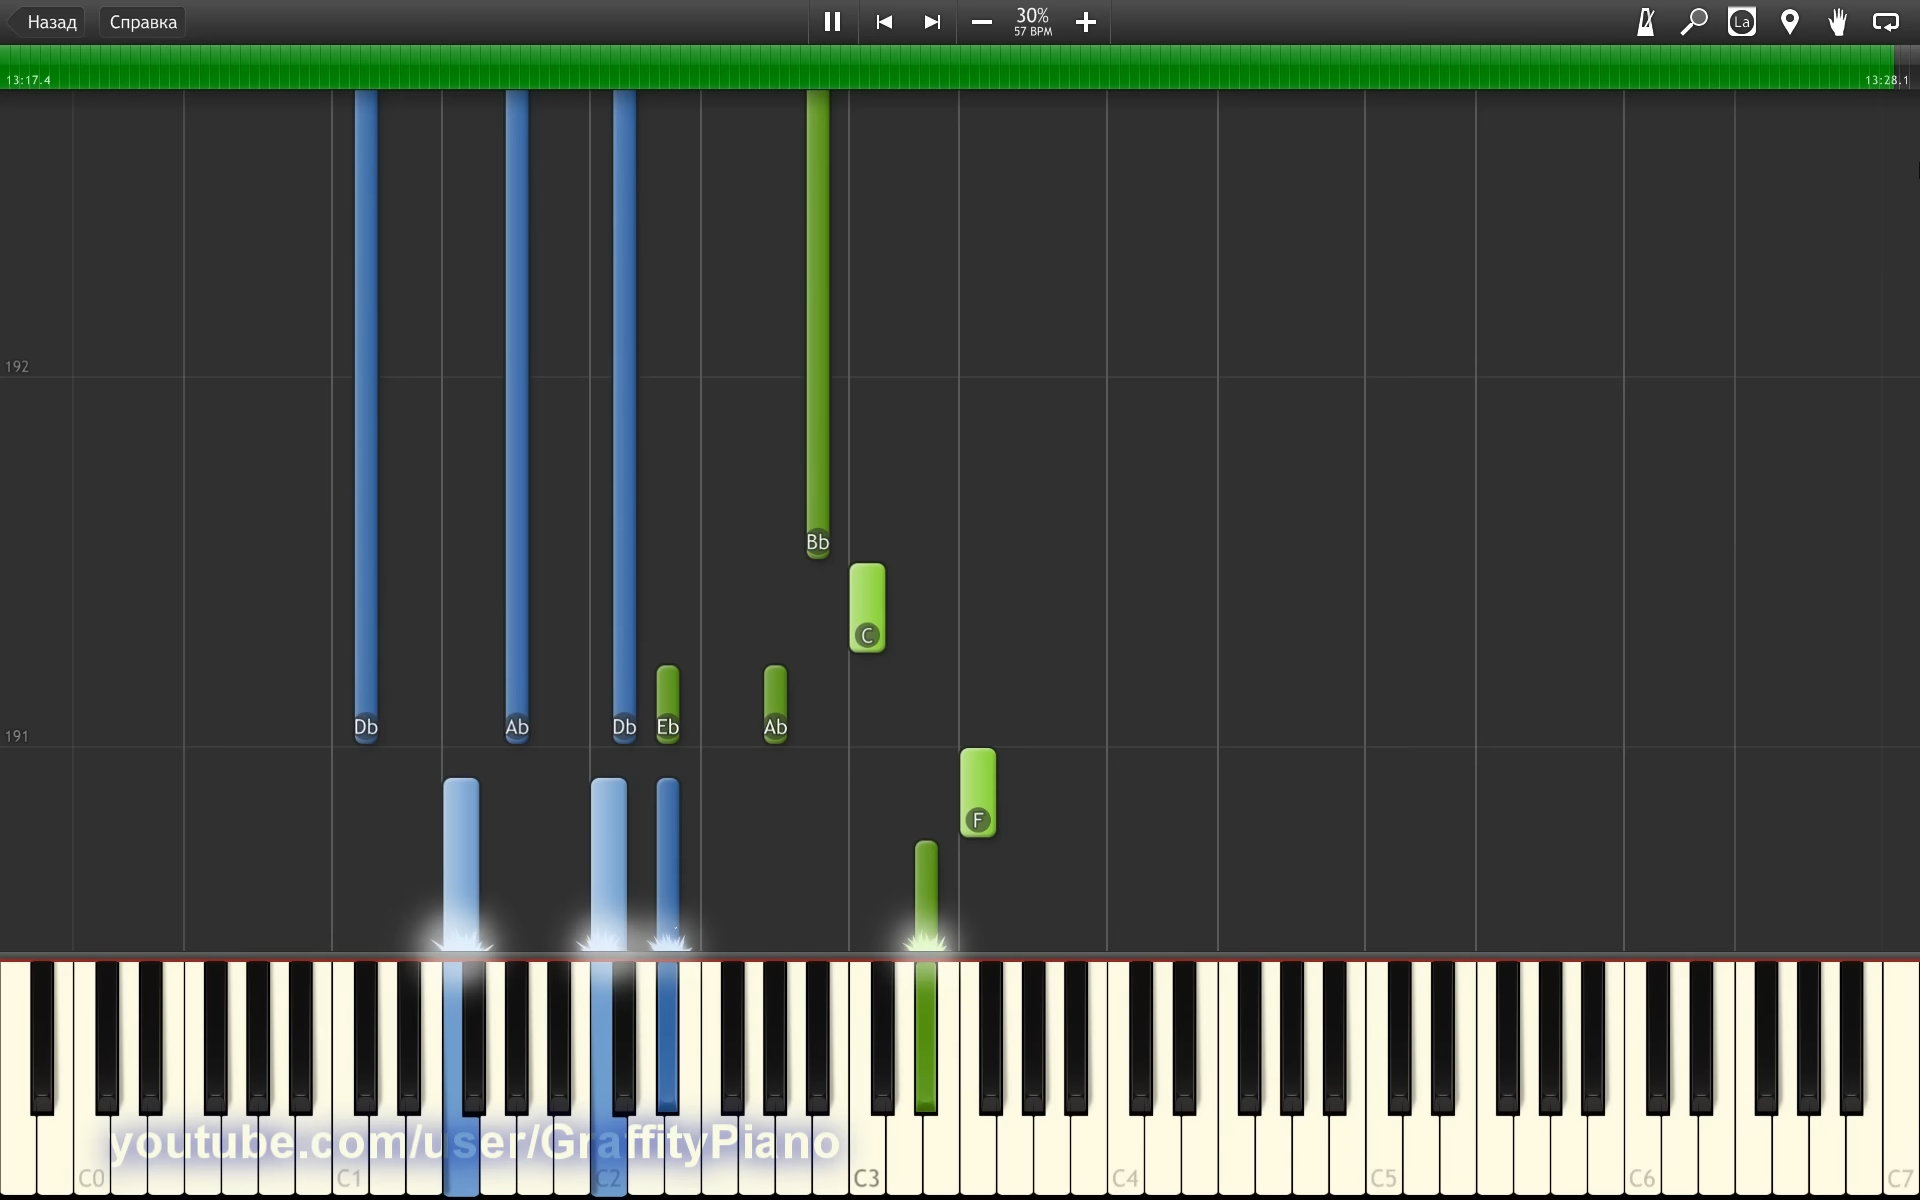 Назад Справка 30% La
57 BPM
13:17.4 13:28.1
192
Bb
C
Db Ab Db Eb Ab
191
F
youtube.com/user/GraffityPiano
C0 C1 C2 C3 C4 C5 C6 C7